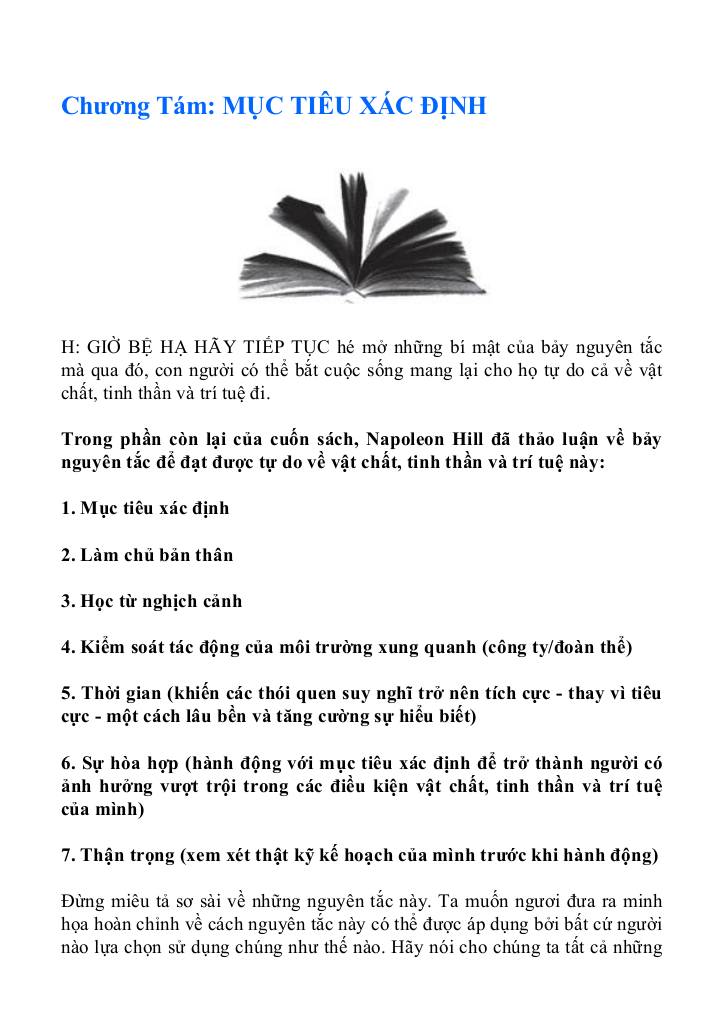 Chương Tám: MỤC TIÊU XÁC ĐỊNH
H: GIỜ BỆ HẠ HÃY TIẾP TỤC hé mở những bí mật của bảy nguyên tắc
mà qua đó, con người có thể bắt cuộc sống mang lại cho họ tự do cả về vật
chất, tinh thần và trí tuệ đi.
Trong phần còn lại của cuốn sách, Napoleon Hill đã thảo luận về bảy
nguyên tắc để đạt được tự do về vật chất, tinh thần và trí tuệ này:
1. Mục tiêu xác định
2. Làm chủ bản thân
3. Học từ nghịch cảnh
4. Kiểm soát tác động của môi trường xung quanh (công ty/đoàn thể)
5. Thời gian (khiến các thói quen suy nghĩ trở nên tích cực - thay vì tiêu
cực - một cách lâu bền và tăng cường sự hiểu biết)
6. Sự hòa hợp (hành động với mục tiêu xác định để trở thành người có
ảnh hưởng vượt trội trong các điều kiện vật chất, tinh thần và trí tuệ
của mình)
7. Thận trọng (xem xét thật kỹ kế hoạch của mình trước khi hành động)
Đừng miêu tả sơ sài về những nguyên tắc này. Ta muốn ngươi đưa ra minh
họa hoàn chỉnh về cách nguyên tắc này có thể được áp dụng bởi bất cứ người
nào lựa chọn sử dụng chúng như thế nào. Hãy nói cho chúng ta tất cả những